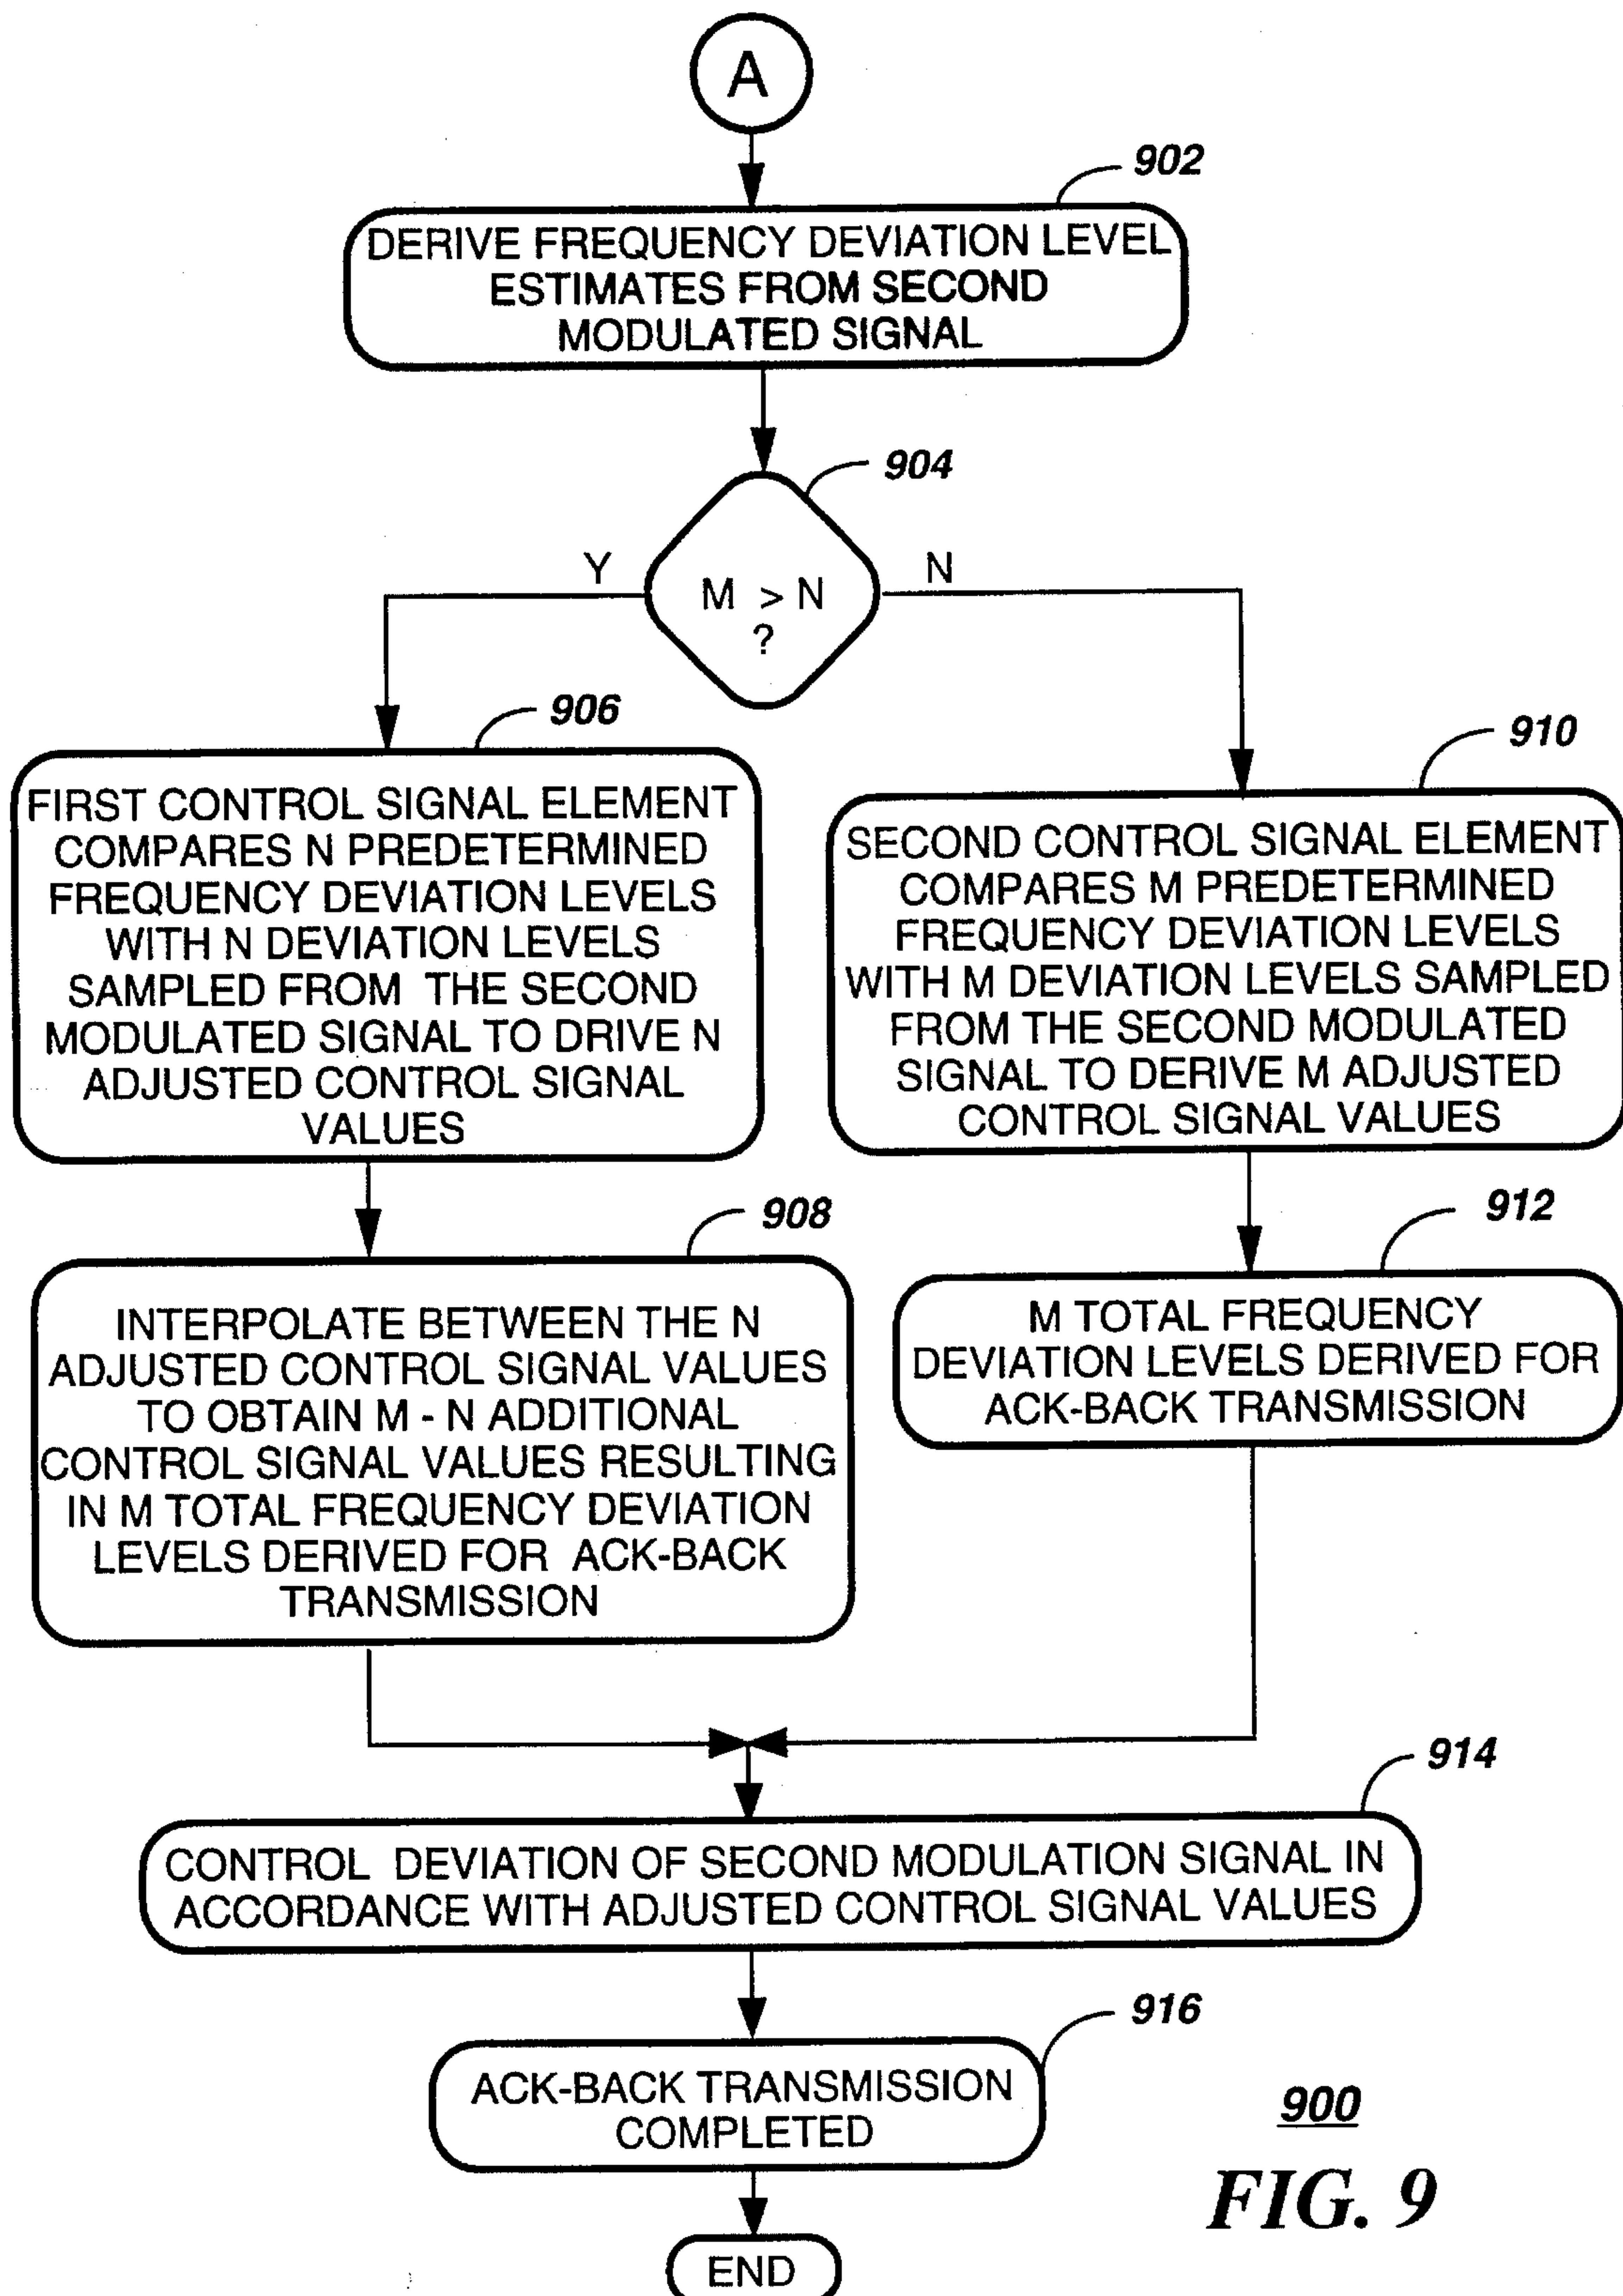 A
902
DERIVE FREQUENCY DEVIATION LEVEL
ESTIMATES FROM SECOND
MODULATED SIGNAL
904
Y
M > N
?
N
906
FIRST CONTROL SIGNAL ELEMENT
COMPARES N PREDETERMINED
FREQUENCY DEVIATION LEVELS
WITH N DEVIATION LEVELS
SAMPLED FROM THE SECOND
MODULATED SIGNAL TO DRIVE N
ADJUSTED CONTROL SIGNAL
VALUES
910
SECOND CONTROL SIGNAL ELEMENT
COMPARES M PREDETERMINED
FREQUENCY DEVIATION LEVELS
WITH M DEVIATION LEVELS SAMPLED
FROM THE SECOND MODULATED
SIGNAL TO DERIVE M ADJUSTED
CONTROL SIGNAL VALUES
908
INTERPOLATE BETWEEN THE N
ADJUSTED CONTROL SIGNAL VALUES
TO OBTAIN M - N ADDITIONAL
CONTROL SIGNAL VALUES RESULTING
IN M TOTAL FREQUENCY DEVIATION
LEVELS DERIVED FOR ACK-BACK
TRANSMISSION
912
M TOTAL FREQUENCY
DEVIATION LEVELS DERIVED FOR
ACK-BACK TRANSMISSION
914
CONTROL DEVIATION OF SECOND MODULATION SIGNAL IN
ACCORDANCE WITH ADJUSTED CONTROL SIGNAL VALUES
916
ACK-BACK TRANSMISSION
COMPLETED
END
900
FIG. 9